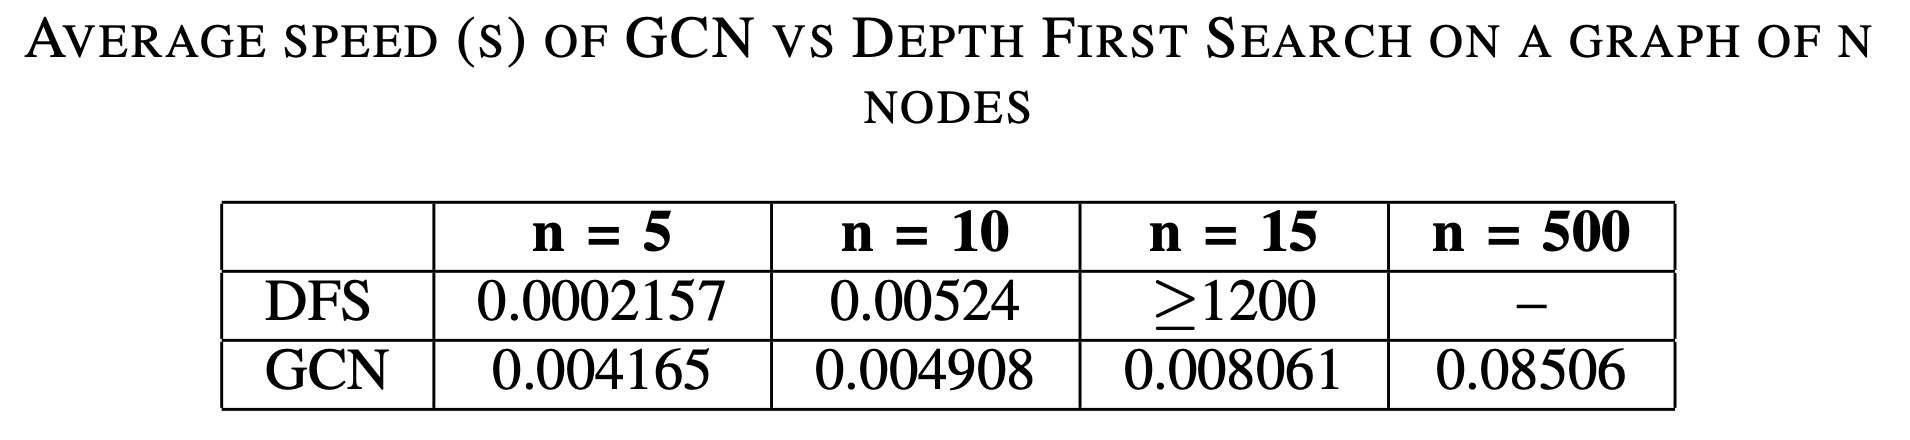 AVERAGE SPEED (S) OF GCN VS DEPTH FIRST SEARCH ON A GRAPH OF N
NODES
n = 5 n = 10 n = 15 n = 500
DFS 0.0002157 0.00524 ≥1200 –
GCN 0.004165 0.004908 0.008061 0.08506